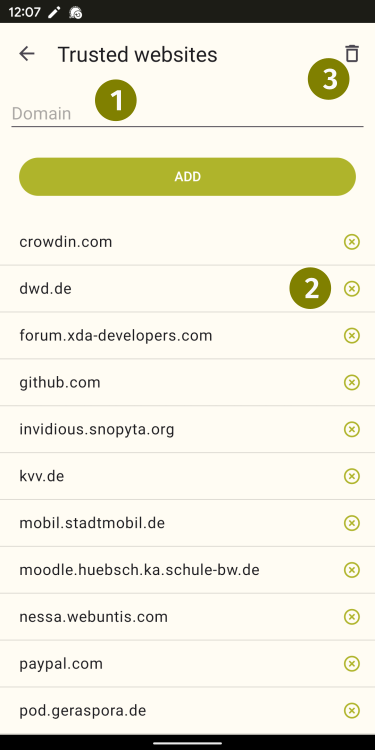 12:07
Trusted websites
3
Domain
1
ADD
crowdin.com
dwd.de
2
forum.xda-developers.com
github.com
invidious.snopyta.org
kvv.de
mobil.stadtmobil.de
moodle.huebsch.ka.schule-bw.de
nessa.webuntis.com
paypal.com
pod.geraspora.de